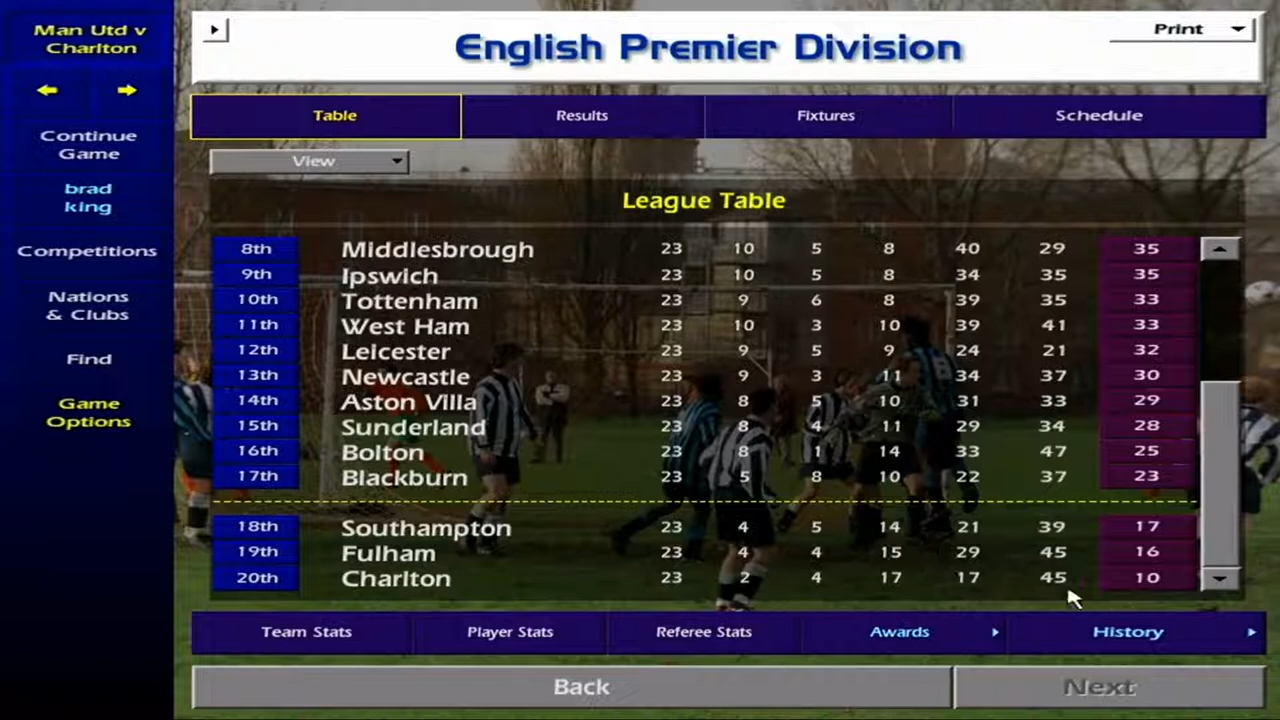 Man Utd v
Charlton
Continue
Game
brad
king
Competitions
Nations
& Clubs
Find
Game
Options
English Premier Division
Print
Table Results Fixtures Schedule
View
League Table
8th Middlesbrough 23 10 5 8 40 29 35
9th Ipswich 23 10 5 8 34 35 35
10th Tottenham 23 9 6 8 39 35 33
11th West Ham 23 10 3 10 39 41 33
12th Leicester 23 9 5 9 24 21 32
13th Newcastle 23 9 3 11 34 37 30
14th Aston Villa 23 8 5 10 31 33 29
15th Sunderland 23 8 4 11 29 34 28
16th Bolton 23 8 1 14 33 47 25
17th Blackburn 23 5 8 10 22 37 23
18th Southampton 23 4 5 14 21 39 17
19th Fulham 23 4 4 15 29 45 16
20th Charlton 23 2 4 17 17 45 10
Team Stats Player Stats Referee Stats Awards History
Back Next